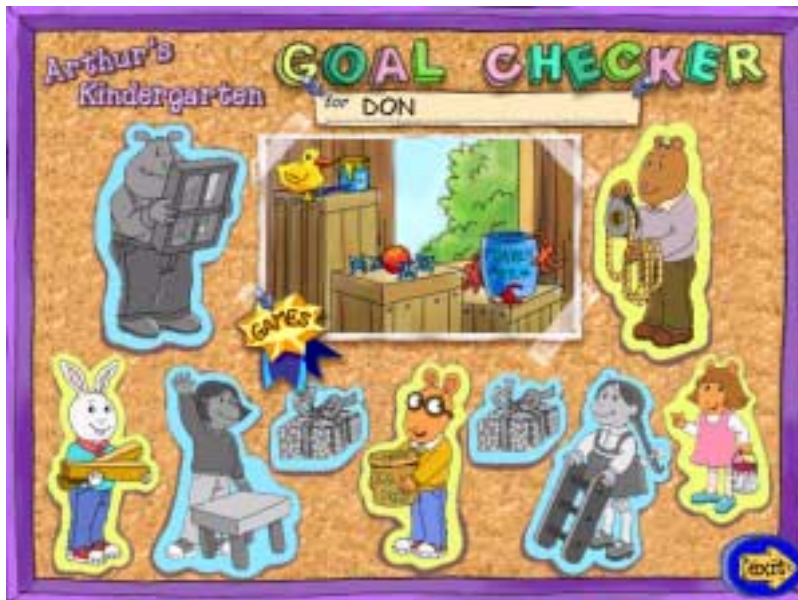 Arthur's
Kindergarten
GOAL CHECKER
for DON
GAMES
exit